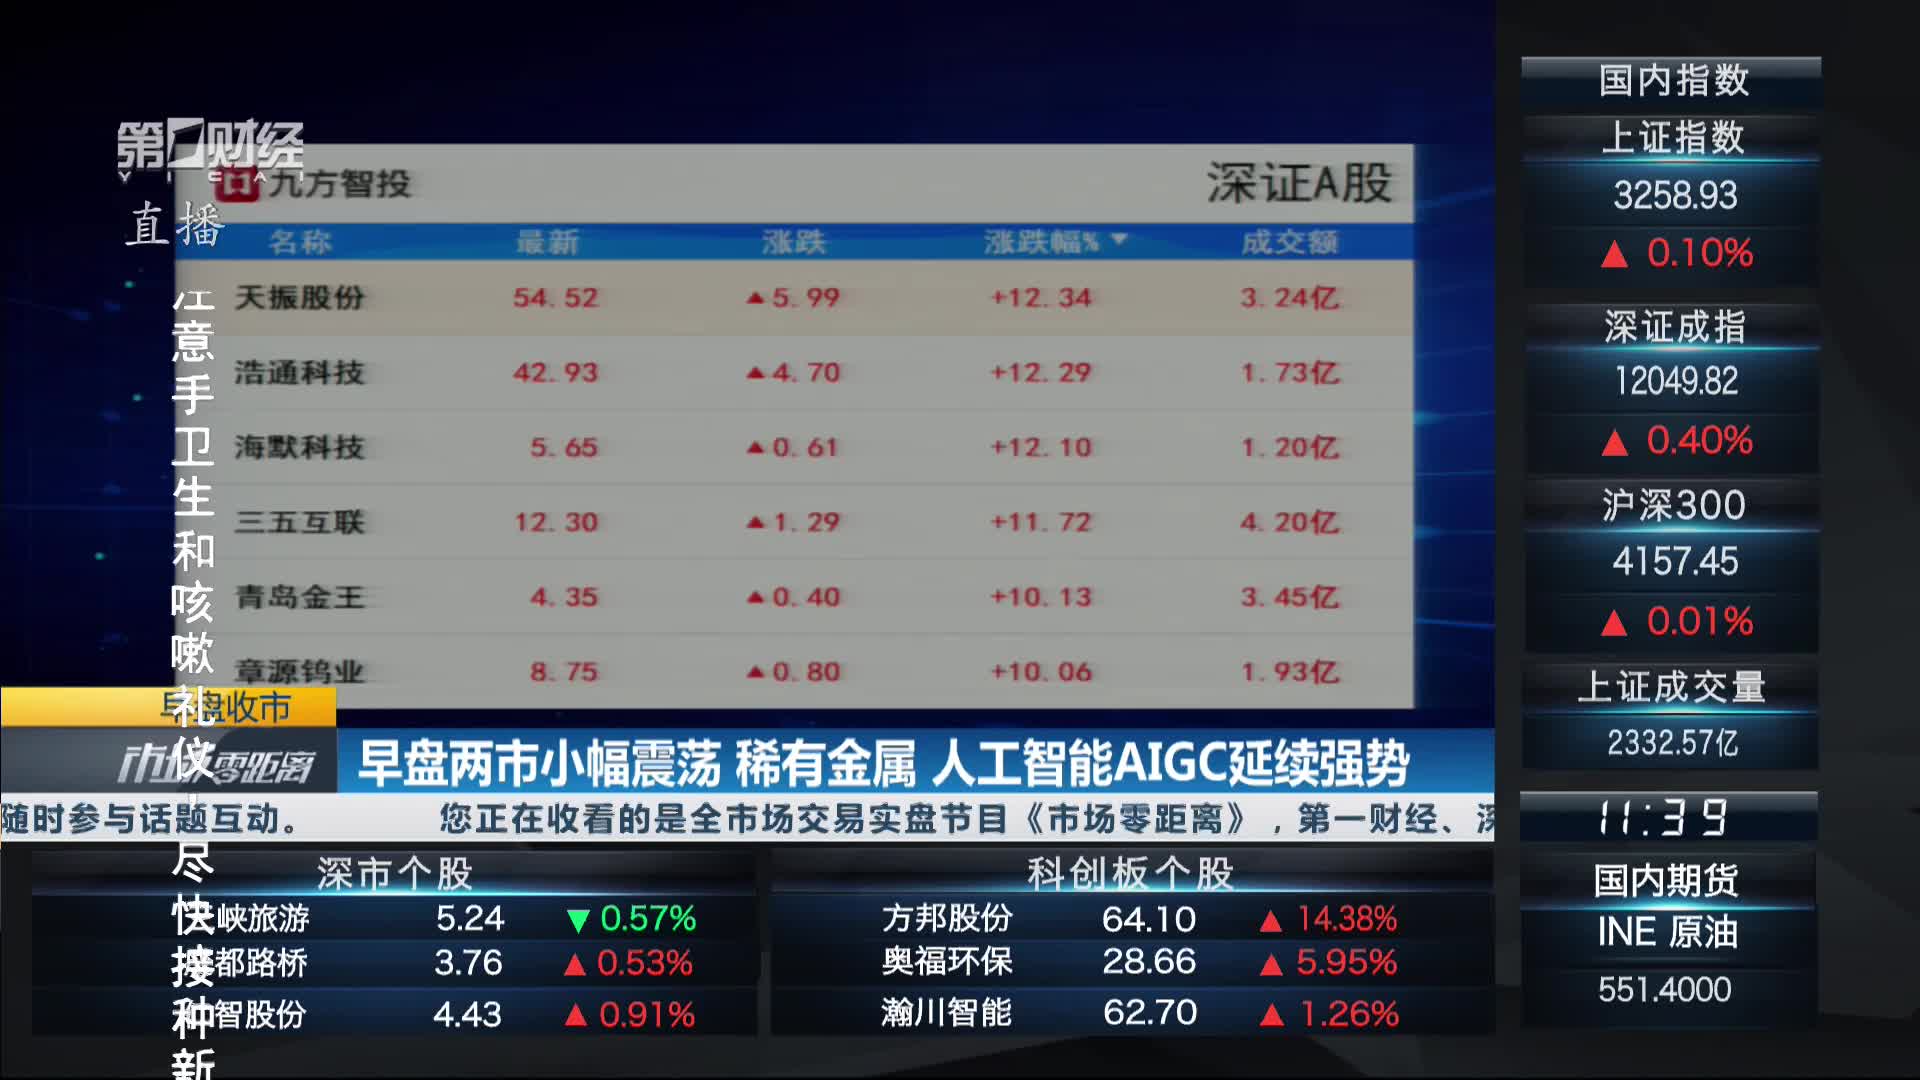 第一财经
YICAI
直播
九方智投
深证A股
名称 最新 涨跌 涨跌幅%▼ 成交额
天振股份 54.52 ▲5.99 +12.34 3.24亿
浩通科技 42.93 ▲4.70 +12.29 1.73亿
海默科技 5.65 ▲0.61 +12.10 1.20亿
三五互联 12.30 ▲1.29 +11.72 4.20亿
青岛金王 4.35 ▲0.40 +10.13 3.45亿
章源钨业 8.75 ▲0.80 +10.06 1.93亿
注意手卫生和咳嗽礼仪
尽快接种新
早盘收市
市场零距离
早盘两市小幅震荡 稀有金属 人工智能AIGC延续强势
随时参与话题互动。 您正在收看的是全市场交易实盘节目《市场零距离》，第一财经、深
深市个股
峡旅游 5.24 ▼0.57%
都路桥 3.76 ▲0.53%
智股份 4.43 ▲0.91%
科创板个股
方邦股份 64.10 ▲14.38%
奥福环保 28.66 ▲5.95%
瀚川智能 62.70 ▲1.26%
国内指数
上证指数
3258.93
▲ 0.10%
深证成指
12049.82
▲ 0.40%
沪深300
4157.45
▲ 0.01%
上证成交量
2332.57亿
11:39
国内期货
INE 原油
551.4000